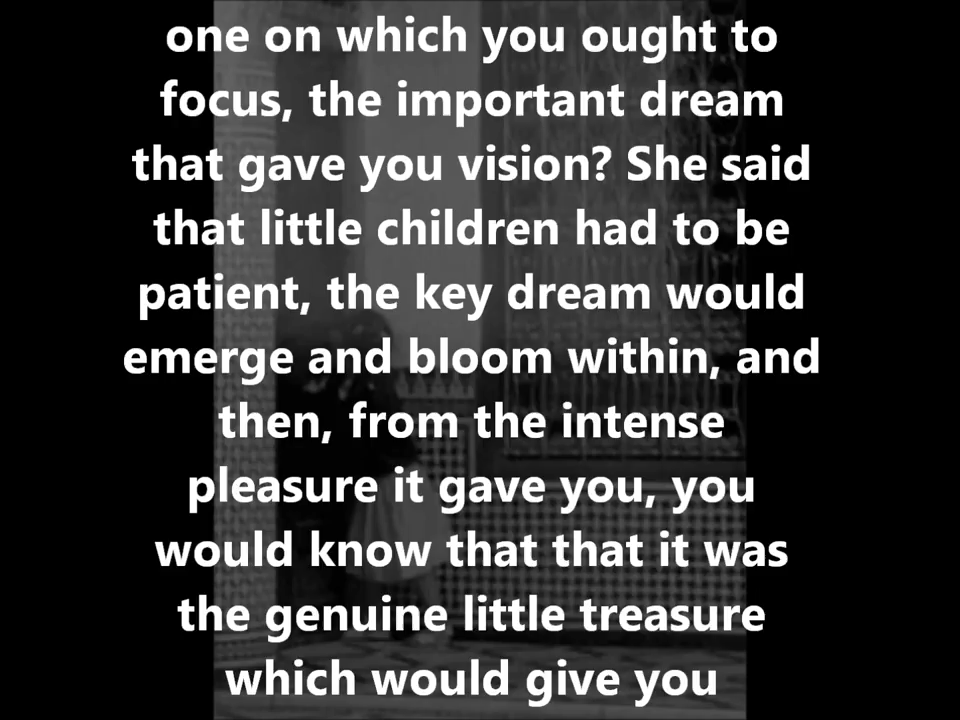 one on which you ought to
focus, the important dream
that gave you vision? She said
that little children had to be
patient, the key dream would
emerge and bloom within, and
then, from the intense
pleasure it gave you, you
would know that that it was
the genuine little treasure
which would give you